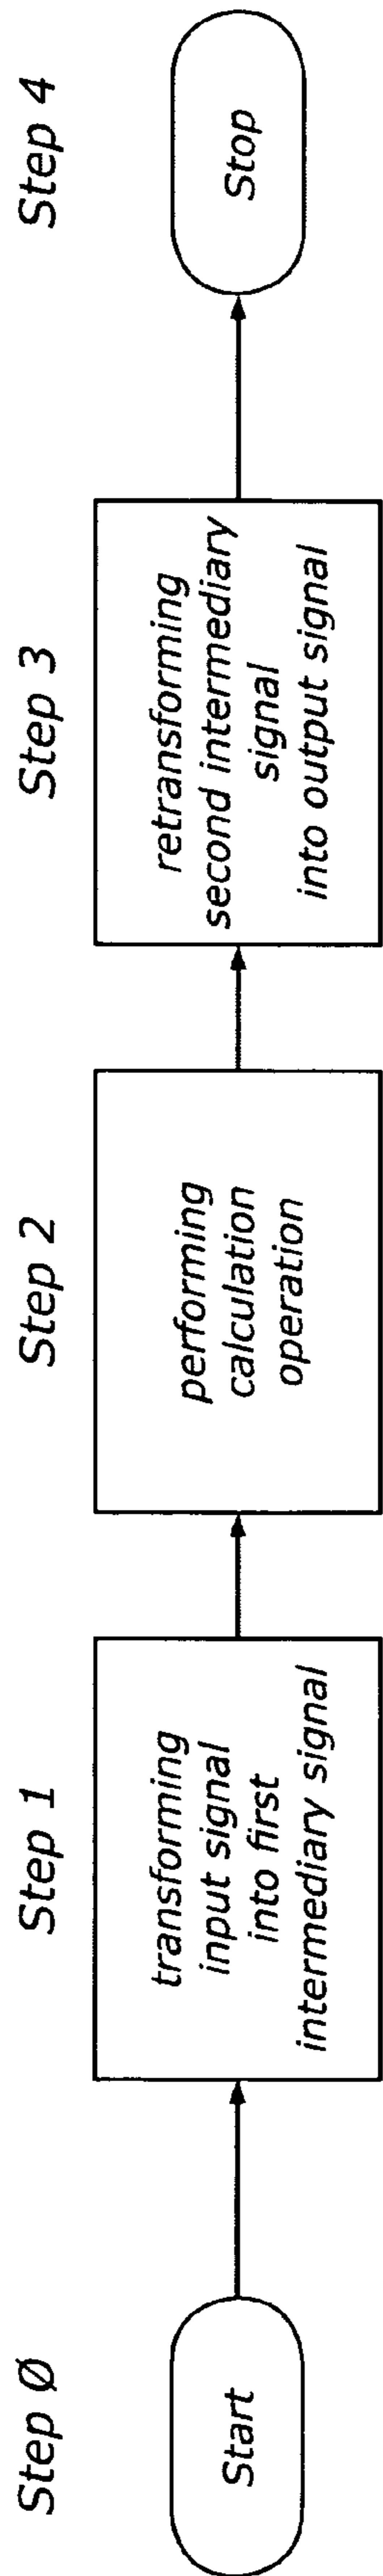 Step Ø
Start
Step 1
transforming
input signal
into first
intermediary signal
Step 2
performing
calculation
operation
Step 3
retransforming
second intermediary
signal
into output signal
Step 4
Stop